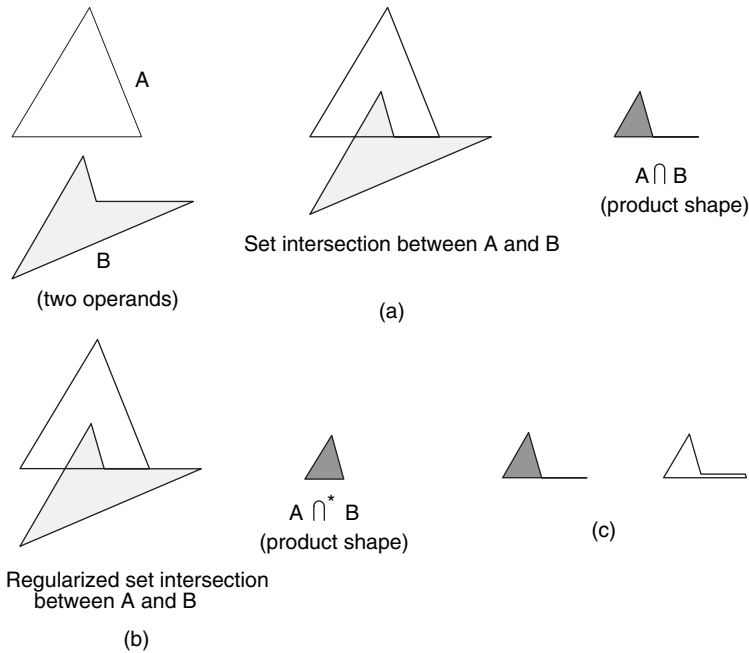 A
B
(two operands)
Set intersection between A and B
A ∩ B
(product shape)
(a)
Regularized set intersection
between A and B
(b)
A ∩* B
(product shape)
(c)